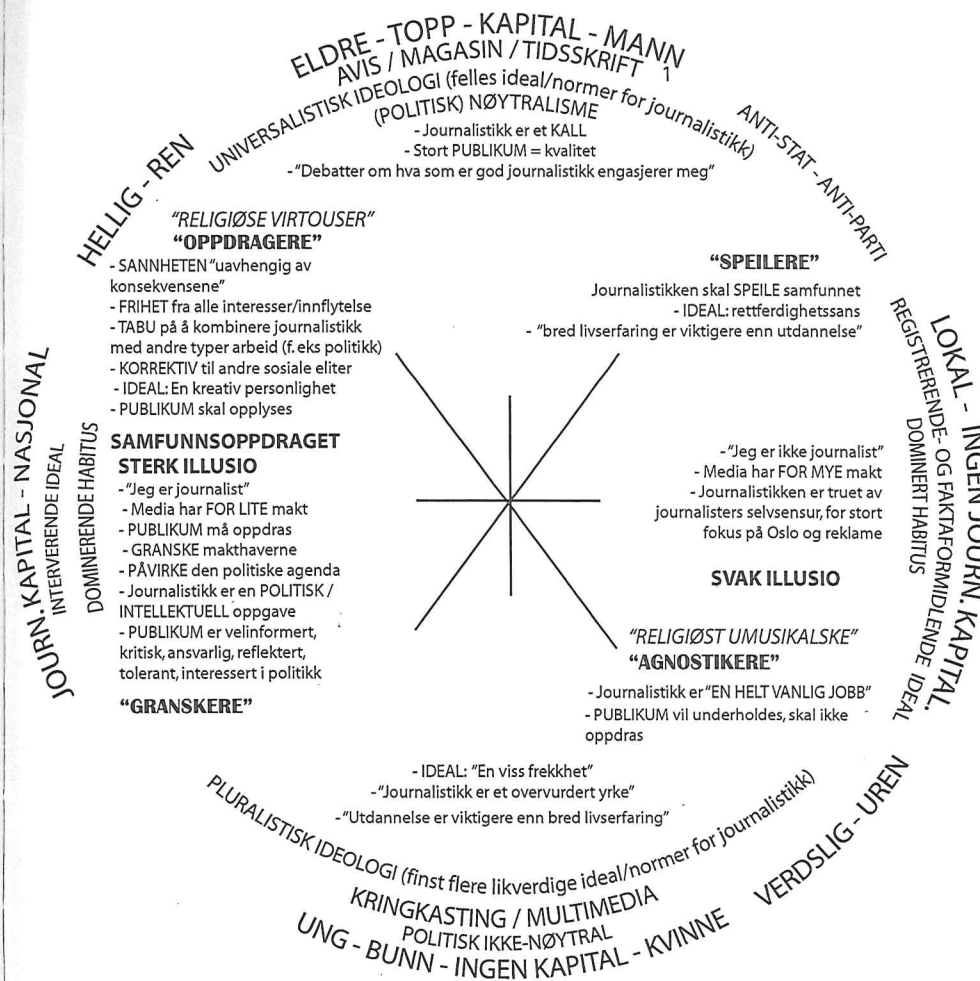 ELDRE - TOPP - KAPITAL - MANN
AVIS / MAGASIN / TIDSSKRIFT 1
UNIVERSALISTISK IDEOLOGI (felles ideal/normer for journalistikk)
(POLITISK) NØYTRALISME
- Journalistikk er et KALL
- Stort PUBLIKUM = kvalitet
- "Debatter om hva som er god journalistikk engasjerer meg"
HELLIG - REN
ANTI-STAT - ANTI-PARTI
"RELIGIØSE VIRTOUSER"
"OPPDRAGERE"
- SANNHETEN "uavhengig av
konsekvensene"
- FRIHET fra alle interesser/innflytelse
- TABU på å kombinere journalistikk
med andre typer arbeid (f. eks politikk)
- KORREKTIV til andre sosiale eliter
- IDEAL: En kreativ personlighet
- PUBLIKUM skal opplyses
"SPEILERE"
Journalistikken skal SPEILE samfunnet
- IDEAL: rettferdighetssans
- "bred livserfaring er viktigere enn utdannelse"
JOURN. KAPITAL - NASJONAL
INTERVERENDE IDEAL
DOMINERENDE HABITUS
SAMFUNNSOPPDRAGET
STERK ILLUSIO
- "Jeg er journalist"
- Media har FOR LITE makt
- PUBLIKUM må oppdras
- GRANSKE makthaverne
- PÅVIRKE den politiske agenda
- Journalistikk er en POLITISK /
INTELLEKTUELL oppgave
- PUBLIKUM er velinformert,
kritisk, ansvarlig, reflektert,
tolerant, interessert i politikk
"GRANSKERE"
- "Jeg er ikke journalist"
- Media har FOR MYE makt
- Journalistikken er truet av
journalisters selvsensur, for stort
fokus på Oslo og reklame
SVAK ILLUSIO
"RELIGIØST UMUSIKALSKE"
"AGNOSTIKERE"
- Journalistikk er "EN HELT VANLIG JOBB"
- PUBLIKUM vil underholdes, skal ikke
oppdras
LOKAL - INGEN JOURN. KAPITAL.
REGISTRERENDE- OG FAKTAFORMIDLENDE IDEAL
DOMINERT HABITUS
- IDEAL: "En viss frekkhet"
- "Journalistikk er et overvurdert yrke"
- "Utdannelse er viktigere enn bred livserfaring"
PLURALISTISK IDEOLOGI (finst flere likverdige ideal/normer for journalistikk)
KRINGKASTING / MULTIMEDIA
POLITISK IKKE-NØYTRAL
UNG - BUNN - INGEN KAPITAL - KVINNE
VERDSLIG - UREN